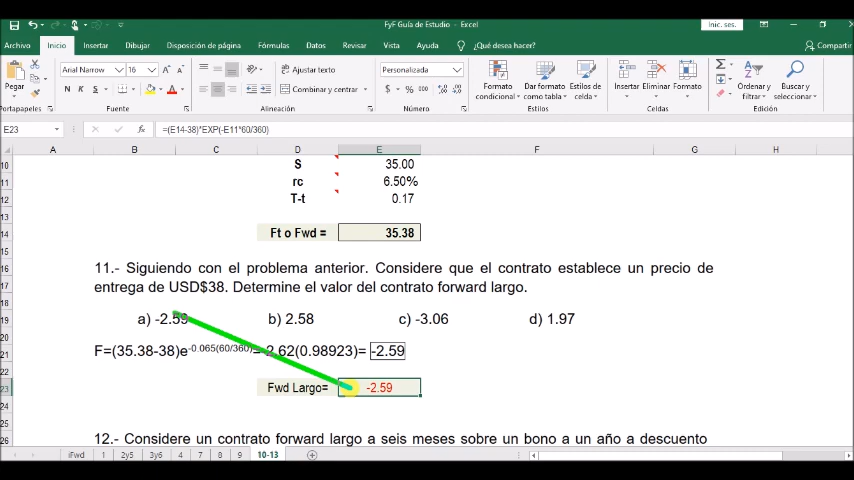 FyF Guía de Estudio - Excel
Inic. ses.
Archivo Inicio Insertar Dibujar Disposición de página Fórmulas Datos Revisar Vista Ayuda ¿Qué desea hacer? Compartir
Pegar
Arial Narrow 16 A A
N K S A
Ajustar texto
Combinar y centrar
Personalizada
$ % 000
Formato condicional
Dar formato como tabla
Estilos de celda
Insertar Eliminar Formato
Ordenar y seleccionar
Buscar y seleccionar
Portapapeles Fuente Alineación Número Estilos Celdas Edición
E23 fx =(E14-38)*EXP(-E11*60/360)
A B C D E F G H
10 S 35.00
11 rc 6.50%
12 T-t 0.17
13
14 Ft o Fwd = 35.38
15
16 11.- Siguiendo con el problema anterior. Considere que el contrato establece un precio de
17 entrega de USD$38. Determine el valor del contrato forward largo.
18
19 a) -2.59 b) 2.58 c) -3.06 d) 1.97
20
21 F=(35.38-38)e-0.065(60/360)=-2.62(0.98923)= -2.59
22
23 Fwd Largo= -2.59
24
25
26 12.- Considere un contrato forward largo a seis meses sobre un bono a un año a descuento
iFwd 1 2y5 3y6 4 7 8 9 10-13